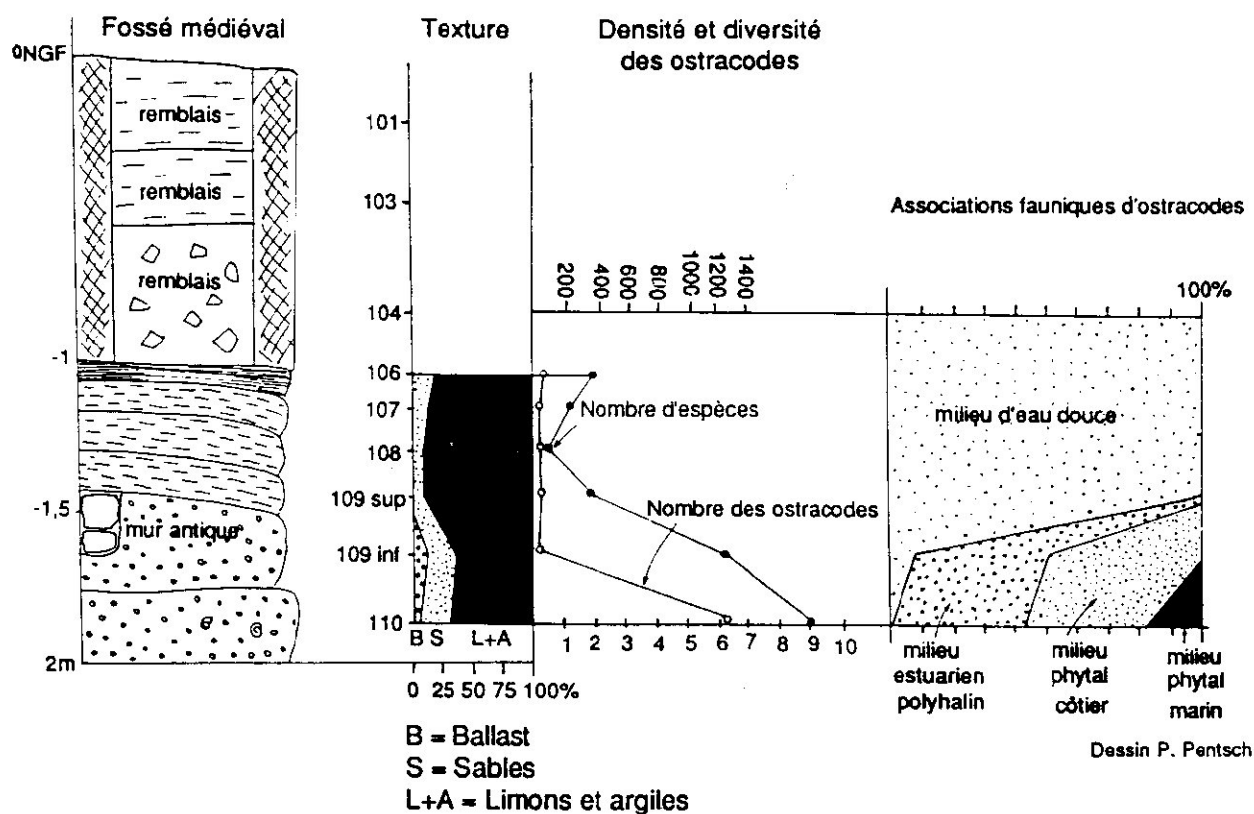 Fossé médiéval
Texture
Densité et diversité
des ostracodes
0NGF
remblais
remblais
remblais
-1
-1,5
mur antique
2m
101
103
104
106
107
108
109 sup
109 inf
110
B S L+A
0 25 50 75 100%
B = Ballast
S = Sables
L+A = Limons et argiles
200 400 600 800 1000 1200 1400
Nombre d'espèces
Nombre des ostracodes
1 2 3 4 5 6 7 8 9 10
Associations fauniques d'ostracodes
100%
milieu d'eau douce
milieu
estuarien
polyhalin
milieu
phytal
côtier
milieu
phytal
marin
Dessin P. Pentsch